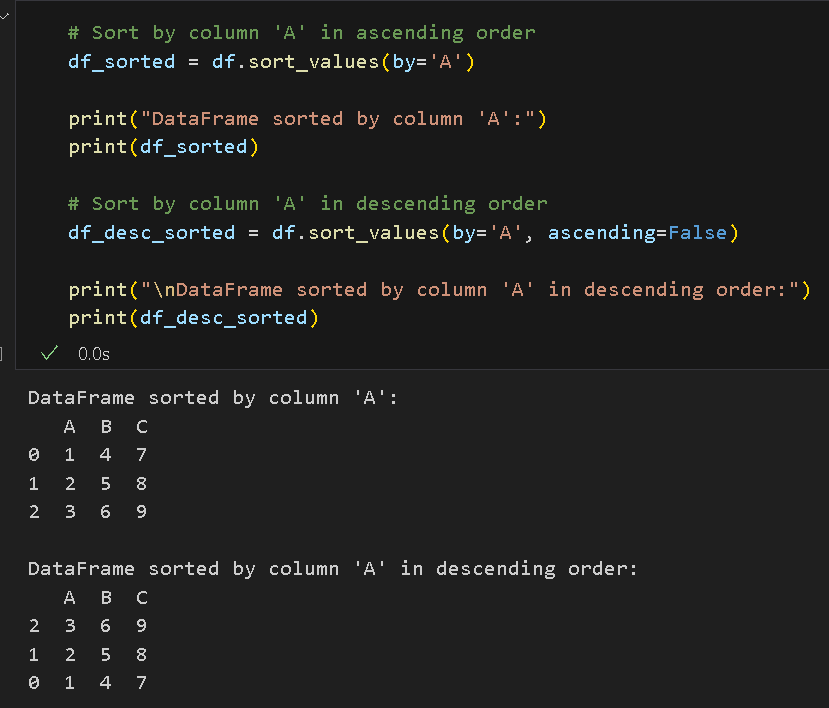 # Sort by column 'A' in ascending order
df_sorted = df.sort_values(by='A')
print("DataFrame sorted by column 'A':")
print(df_sorted)
# Sort by column 'A' in descending order
df_desc_sorted = df.sort_values(by='A', ascending=False)
print("\nDataFrame sorted by column 'A' in descending order:")
print(df_desc_sorted)
] ✓ 0.0s
DataFrame sorted by column 'A':
   A  B  C
0  1  4  7
1  2  5  8
2  3  6  9
DataFrame sorted by column 'A' in descending order:
   A  B  C
2  3  6  9
1  2  5  8
0  1  4  7